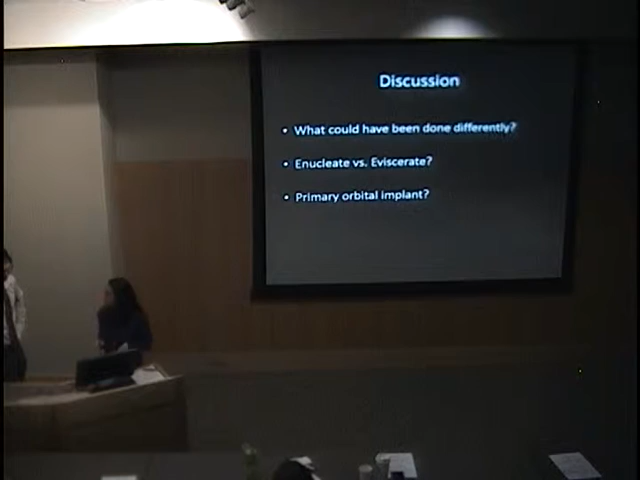 Discussion
• What could have been done differently?
• Enucleate vs. Eviscerate?
• Primary orbital implant?